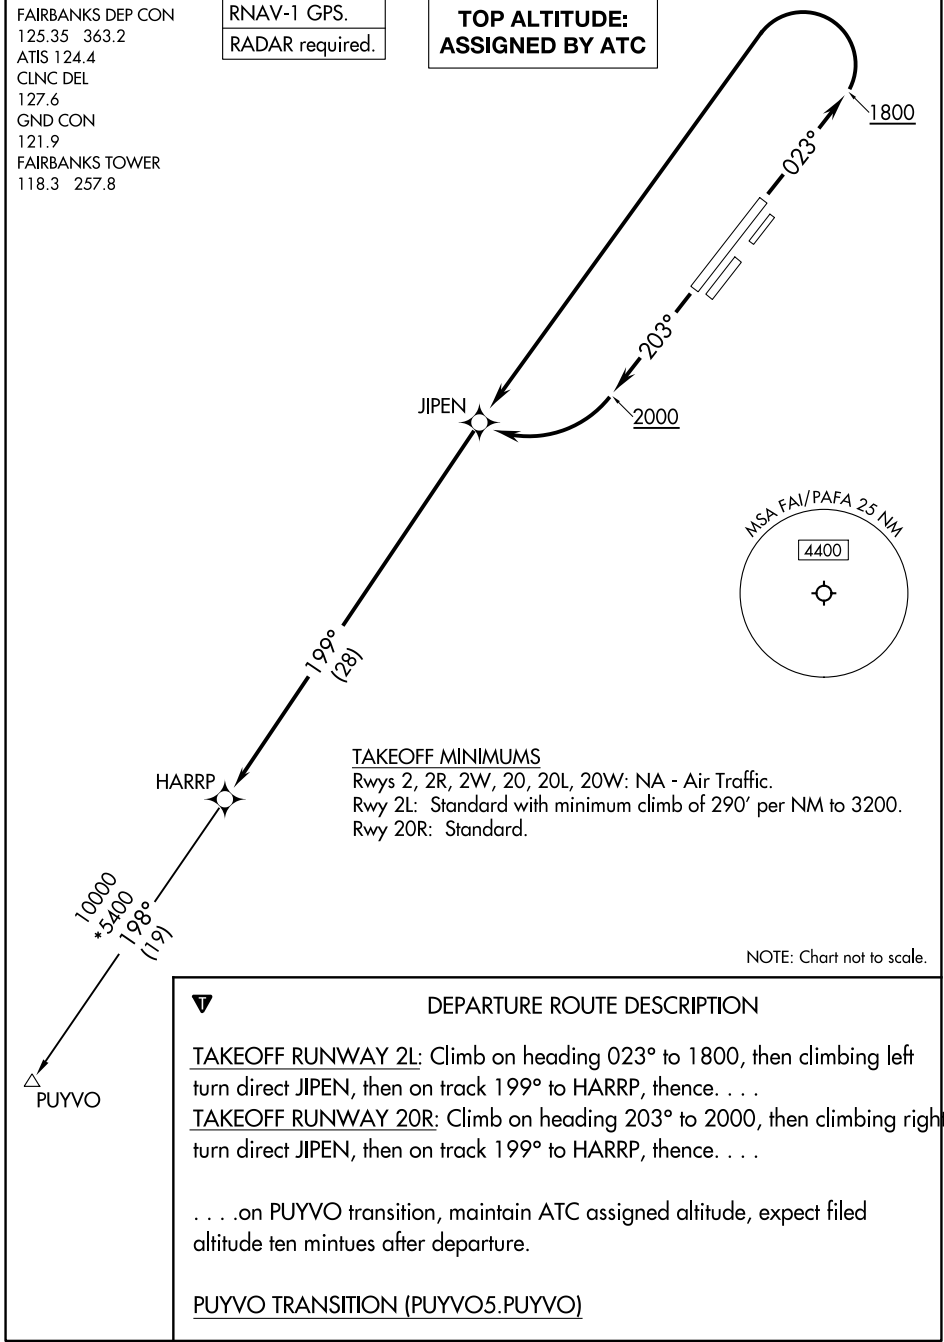 FAIRBANKS DEP CON
125.35 363.2
ATIS 124.4
CLNC DEL
127.6
GND CON
121.9
FAIRBANKS TOWER
118.3 257.8
RNAV-1 GPS.
RADAR required.
TOP ALTITUDE:
ASSIGNED BY ATC
1800
023°
203°
2000
JIPEN
MSA FAI/PAFA 25 NM
4400
199°
(28)
HARRP
TAKEOFF MINIMUMS
Rwys 2, 2R, 2W, 20, 20L, 20W: NA - Air Traffic.
Rwy 2L: Standard with minimum climb of 290' per NM to 3200.
Rwy 20R: Standard.
10000
*5400
198°
(19)
PUYVO
NOTE: Chart not to scale.
T
DEPARTURE ROUTE DESCRIPTION
TAKEOFF RUNWAY 2L: Climb on heading 023° to 1800, then climbing left
turn direct JIPEN, then on track 199° to HARRP, thence. . . .
TAKEOFF RUNWAY 20R: Climb on heading 203° to 2000, then climbing righ
turn direct JIPEN, then on track 199° to HARRP, thence. . . .
. . . .on PUYVO transition, maintain ATC assigned altitude, expect filed
altitude ten mintues after departure.
PUYVO TRANSITION (PUYVO5.PUYVO)